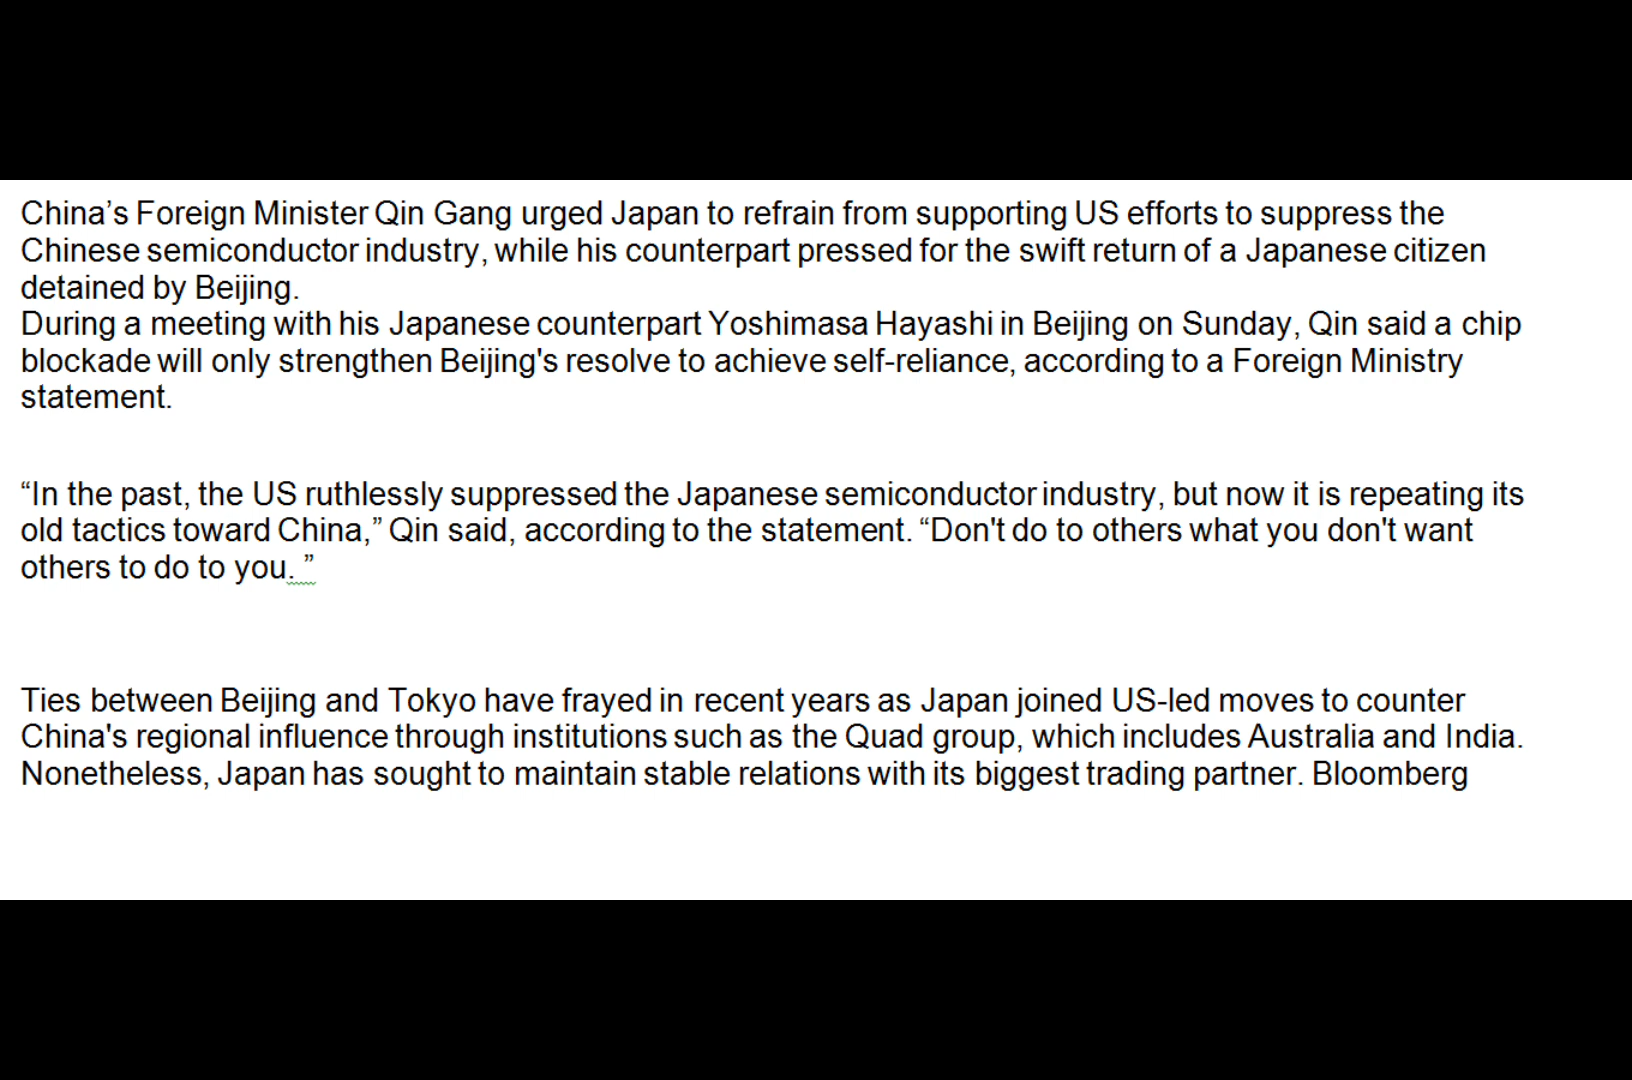 China’s Foreign Minister Qin Gang urged Japan to refrain from supporting US efforts to suppress the
Chinese semiconductor industry, while his counterpart pressed for the swift return of a Japanese citizen
detained by Beijing.
During a meeting with his Japanese counterpart Yoshimasa Hayashi in Beijing on Sunday, Qin said a chip
blockade will only strengthen Beijing's resolve to achieve self-reliance, according to a Foreign Ministry
statement.
“In the past, the US ruthlessly suppressed the Japanese semiconductor industry, but now it is repeating its
old tactics toward China,” Qin said, according to the statement. “Don't do to others what you don't want
others to do to you. ”
Ties between Beijing and Tokyo have frayed in recent years as Japan joined US-led moves to counter
China's regional influence through institutions such as the Quad group, which includes Australia and India.
Nonetheless, Japan has sought to maintain stable relations with its biggest trading partner. Bloomberg